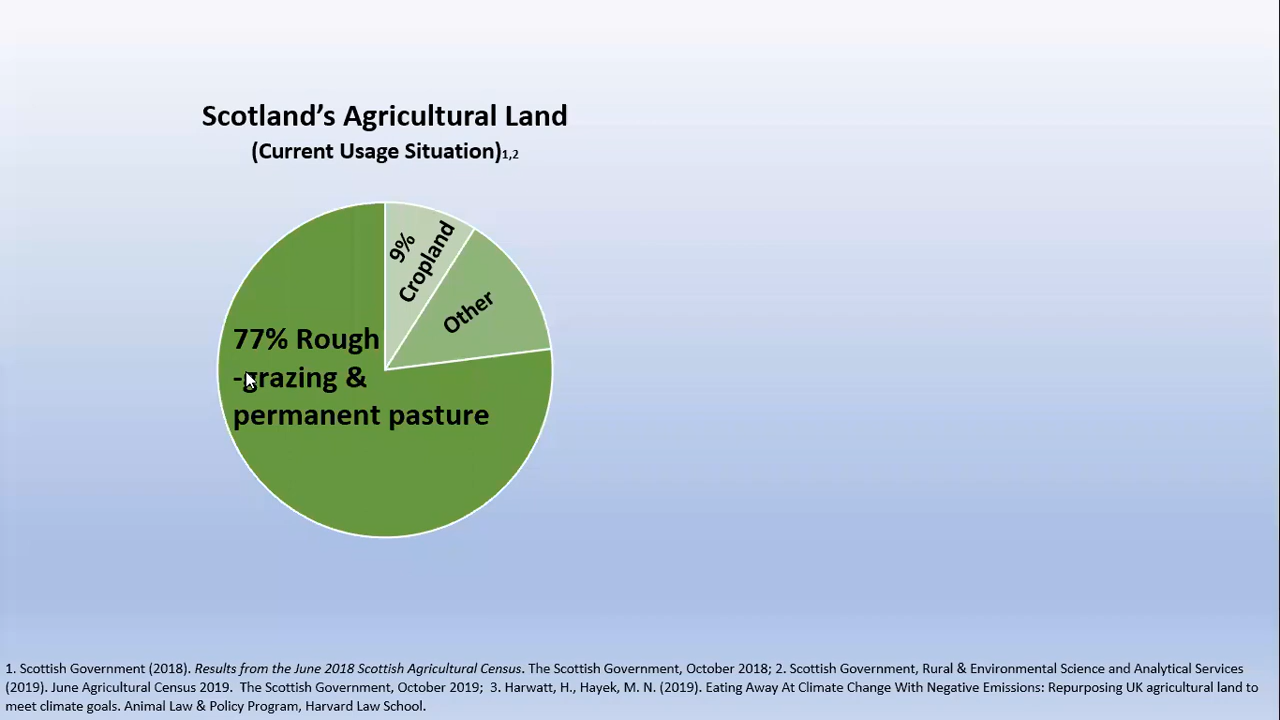 Scotland’s Agricultural Land
(Current Usage Situation)1,2
9%
Cropland
Other
77% Rough
-grazing &
permanent pasture
1. Scottish Government (2018). Results from the June 2018 Scottish Agricultural Census. The Scottish Government, October 2018; 2. Scottish Government, Rural & Environmental Science and Analytical Services
(2019). June Agricultural Census 2019. The Scottish Government, October 2019; 3. Harwatt, H., Hayek, M. N. (2019). Eating Away At Climate Change With Negative Emissions: Repurposing UK agricultural land to
meet climate goals. Animal Law & Policy Program, Harvard Law School.